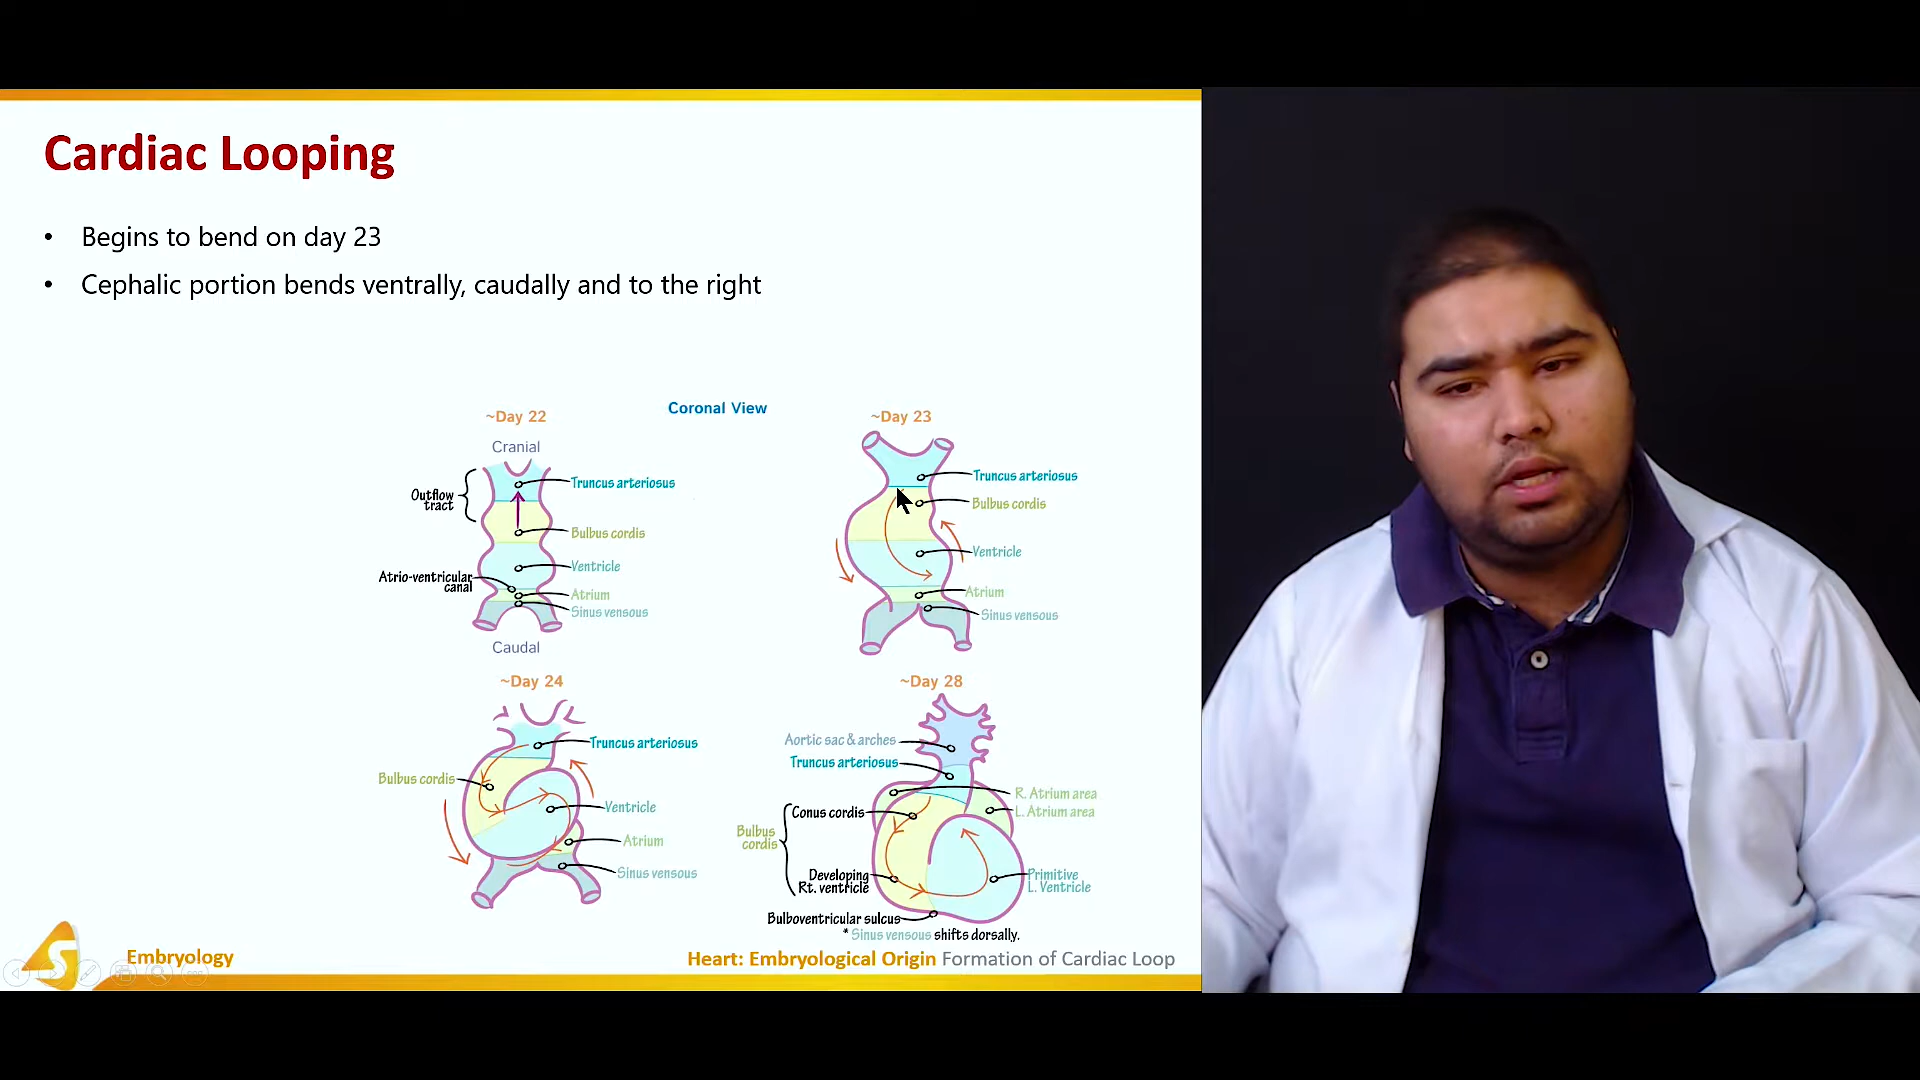 Cardiac Looping
• Begins to bend on day 23
• Cephalic portion bends ventrally, caudally and to the right
Coronal View
~Day 22
Cranial
Outflow
tract
Truncus arteriosus
Bulbus cordis
Ventricle
Atrio-ventricular
canal
Atrium
Sinus vensous
Caudal
~Day 23
Truncus arteriosus
Bulbus cordis
Ventricle
Atrium
Sinus vensous
~Day 24
Truncus arteriosus
Bulbus cordis
Ventricle
Atrium
Sinus vensous
~Day 28
Aortic sac & arches
Truncus arteriosus
R. Atrium area
L. Atrium area
Conus cordis
Bulbus
cordis
Developing
Rt. ventricle
Primitive
L. Ventricle
Bulboventricular sulcus
* Sinus vensous shifts dorsally.
S
Embryology
Heart: Embryological Origin Formation of Cardiac Loop